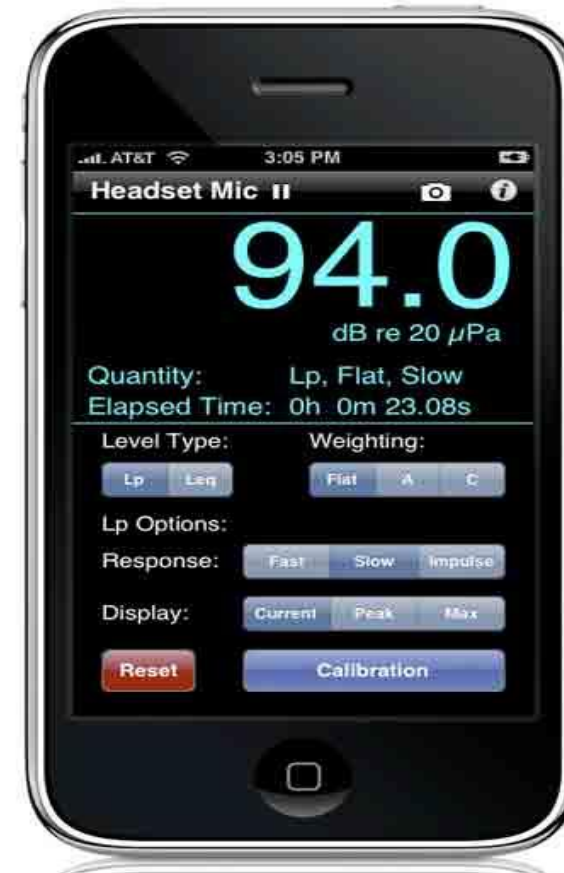 AT&T 3:05 PM
Headset Mic
94.0
dB re 20 µPa
Quantity: Lp, Flat, Slow
Elapsed Time: 0h 0m 23.08s
Level Type: Weighting:
Lp Leq Flat A C
Lp Options:
Response: Fast Slow Impulse
Display: Current Peak Max
Reset Calibration